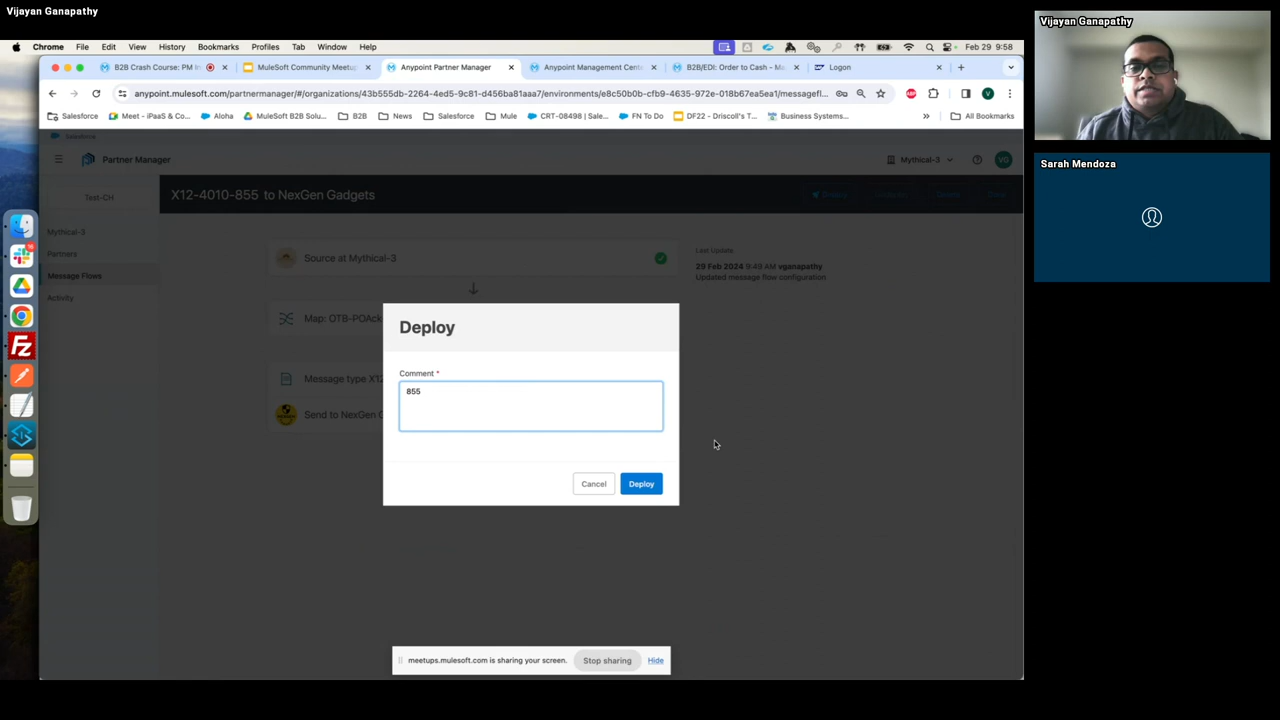 Vijayan Ganapathy
Chrome File Edit View History Bookmarks Profiles Tab Window Help
Feb 29 9:58
B2B Crash Course: PM In
MuleSoft Community Meetup
Anypoint Partner Manager
Anypoint Management Cent
B2B/EDI: Order to Cash - Me
Logon
anypoint.mulesoft.com/partnermanager/#/organizations/43b555db-2264-4ed5-9c81-d456ba81aaa7/environments/e8c50b0b-cfb9-4635-972e-018b67ea5ea1/messagefl...
Salesforce
Meet - iPaaS & Co...
Aloha
MuleSoft B2B Solu...
B2B
News
Salesforce
Mule
CRT-08498 | Sale...
FN To Do
DF22 - Driscoll's T...
Business Systems...
All Bookmarks
Salesforce
Partner Manager
Mythical-3
VG
Test-CH
X12-4010-855 to NexGen Gadgets
Mythical-3
Partners
Message Flows
Activity
Source at Mythical-3
Last Update
29 Feb 2024 9:49 AM vganapathy
Updated message flow configuration
Map: OTB-POAck
Message type X12
Send to NexGen G
Deploy
Comment *
855
Cancel
Deploy
meetups.mulesoft.com is sharing your screen.
Stop sharing
Hide
Vijayan Ganapathy
Sarah Mendoza